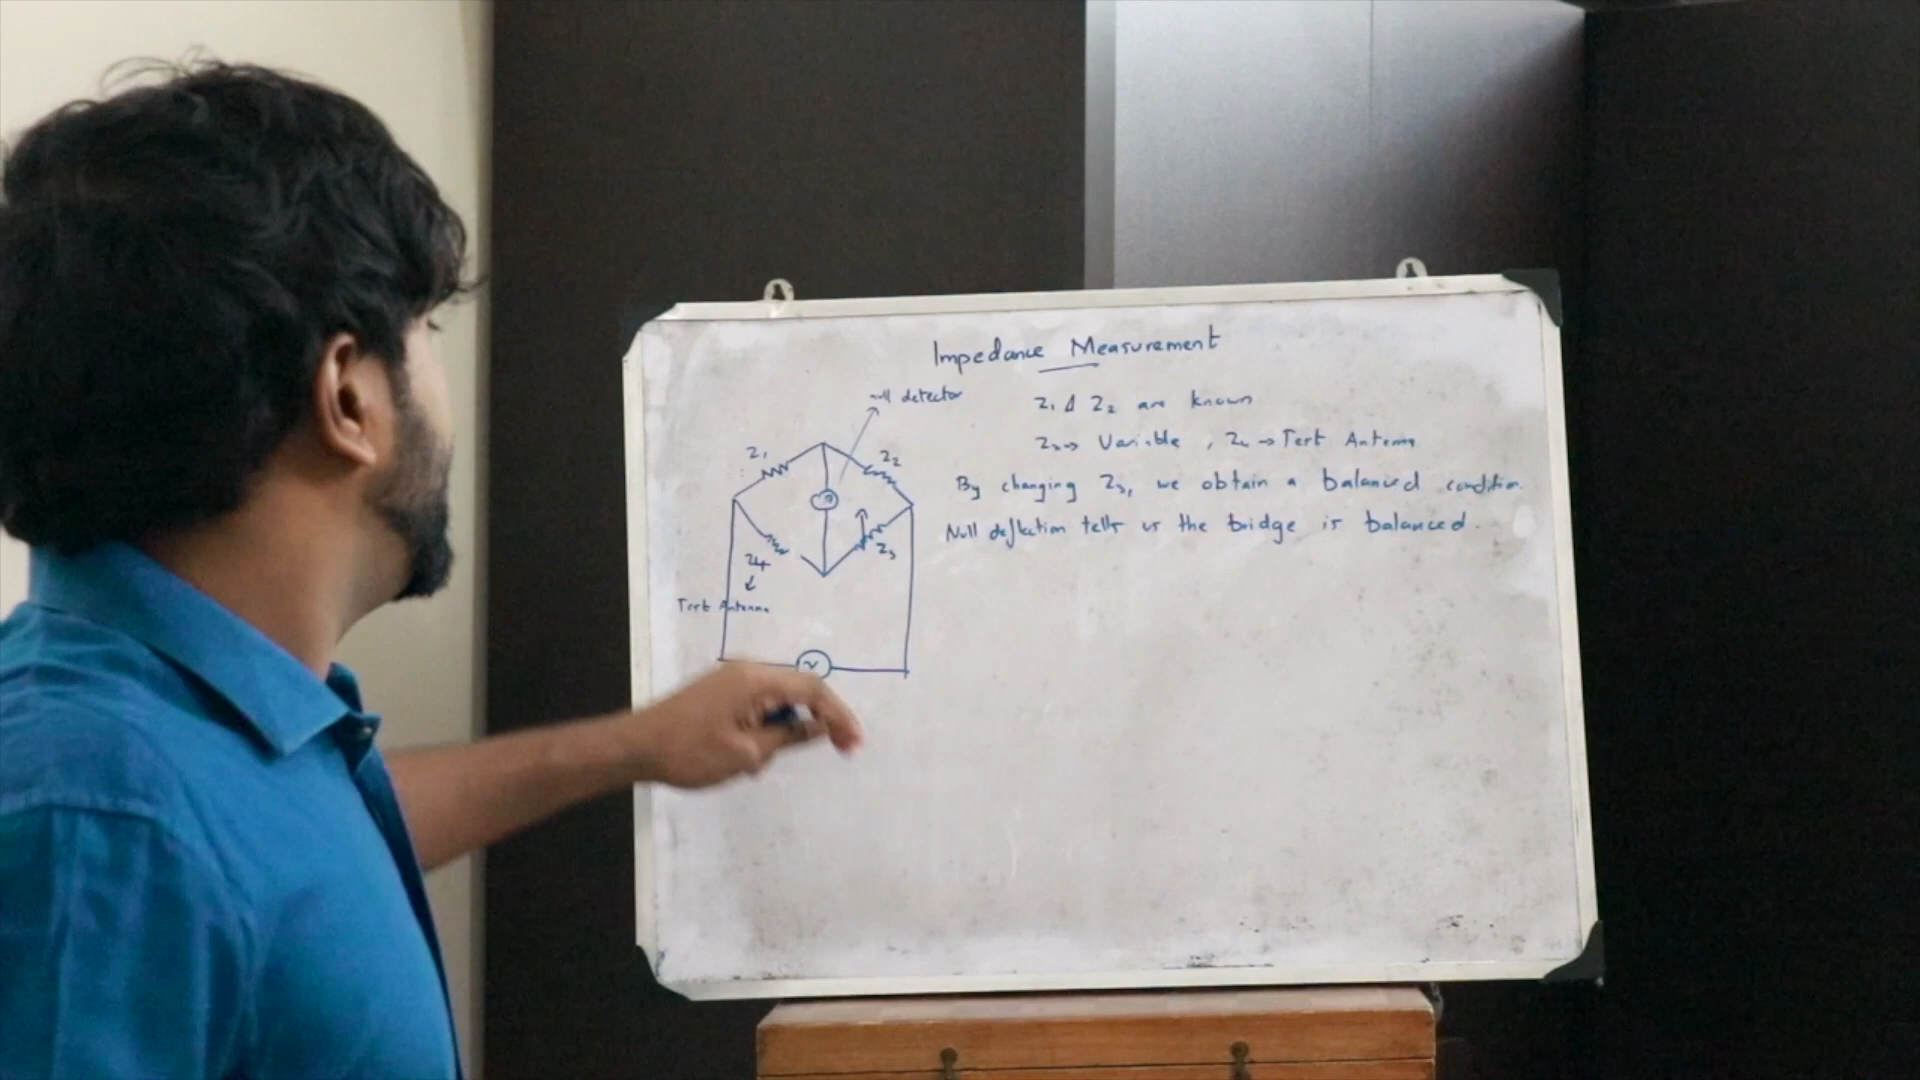 Impedance Measurement
null detector
Z1 & Z2 are known
Z3 → Variable , Z4 → Test Antenna
By changing Z3, we obtain a balanced condition.
Null deflection tells us the bridge is balanced.
Z1
Z2
Z3
Z4
Test Antenna